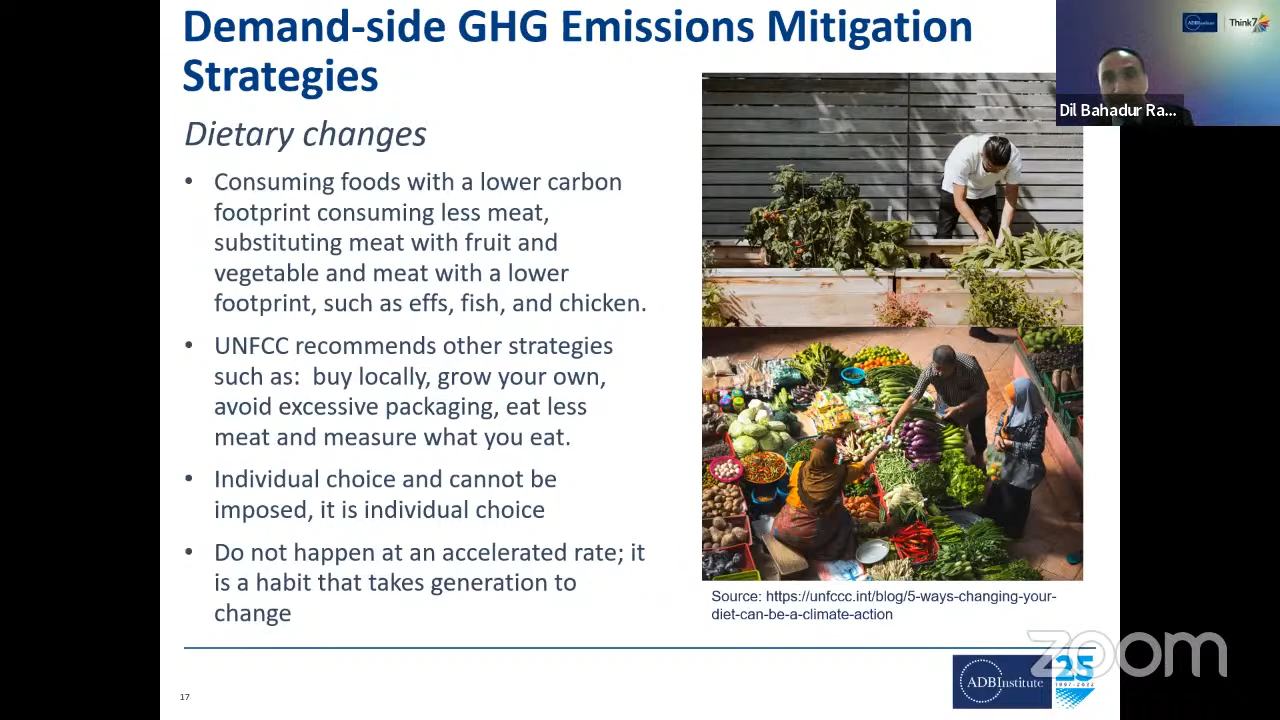 Demand-side GHG Emissions Mitigation
Strategies
Dietary changes
• Consuming foods with a lower carbon
footprint consuming less meat,
substituting meat with fruit and
vegetable and meat with a lower
footprint, such as effs, fish, and chicken.
• UNFCC recommends other strategies
such as:  buy locally, grow your own,
avoid excessive packaging, eat less
meat and measure what you eat.
• Individual choice and cannot be
imposed, it is individual choice
• Do not happen at an accelerated rate; it
is a habit that takes generation to
change
Source: https://unfccc.int/blog/5-ways-changing-your-
diet-can-be-a-climate-action
17
ADBInstitute
25
1997-2022
zoom
ADBInstitute
Think7
Dil Bahadur Ra...